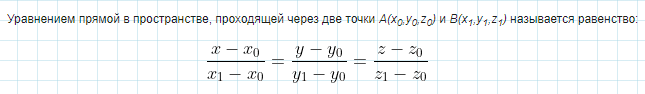 Уравнением прямой в пространстве, проходящей через две точки A(x₀,y₀,z₀) и B(x₁,y₁,z₁) называется равенство:
(x − x₀)/(x₁ − x₀) = (y − y₀)/(y₁ − y₀) = (z − z₀)/(z₁ − z₀)